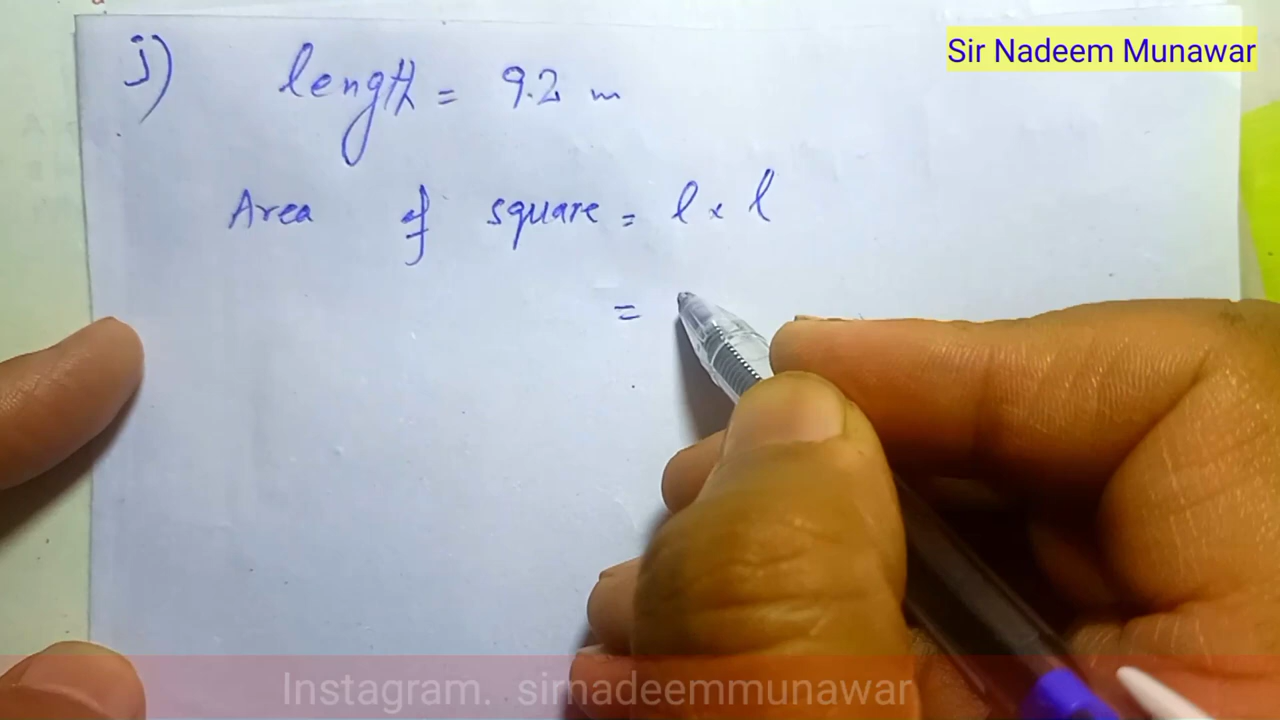 Sir Nadeem Munawar
j) length = 9.2 m
Area of square = l × l
=
Instagram. sirnadeemmunawar